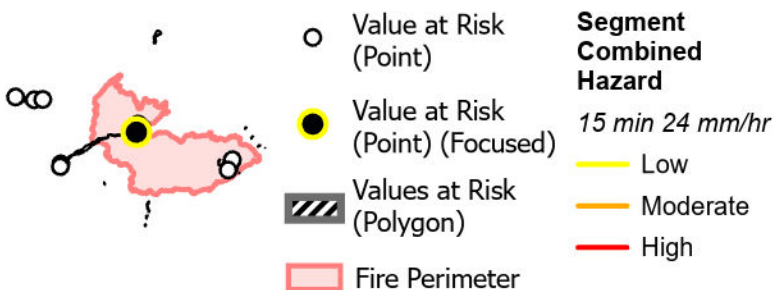 Value at Risk
(Point)
Value at Risk
(Point) (Focused)
Values at Risk
(Polygon)
Fire Perimeter
Segment
Combined
Hazard
15 min 24 mm/hr
Low
Moderate
High